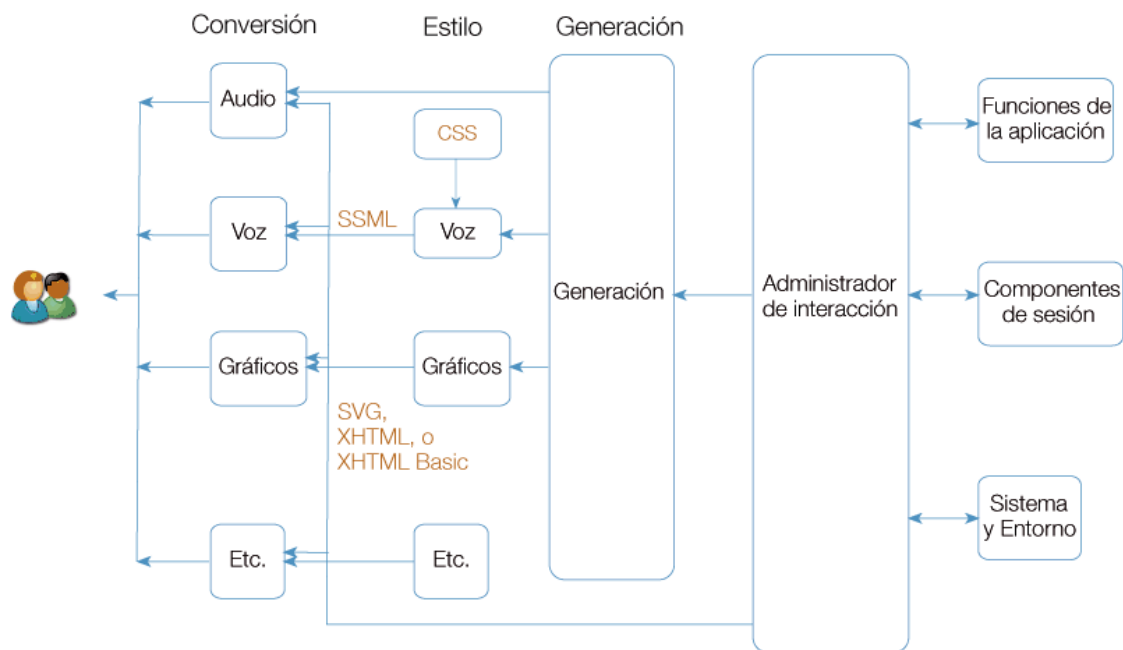 Conversión
Estilo
Generación
Audio
CSS
Voz
SSML
Voz
Gráficos
Gráficos
SVG,
XHTML, o
XHTML Basic
Etc.
Etc.
Generación
Administrador
de interacción
Funciones de
la aplicación
Componentes
de sesión
Sistema
y Entorno